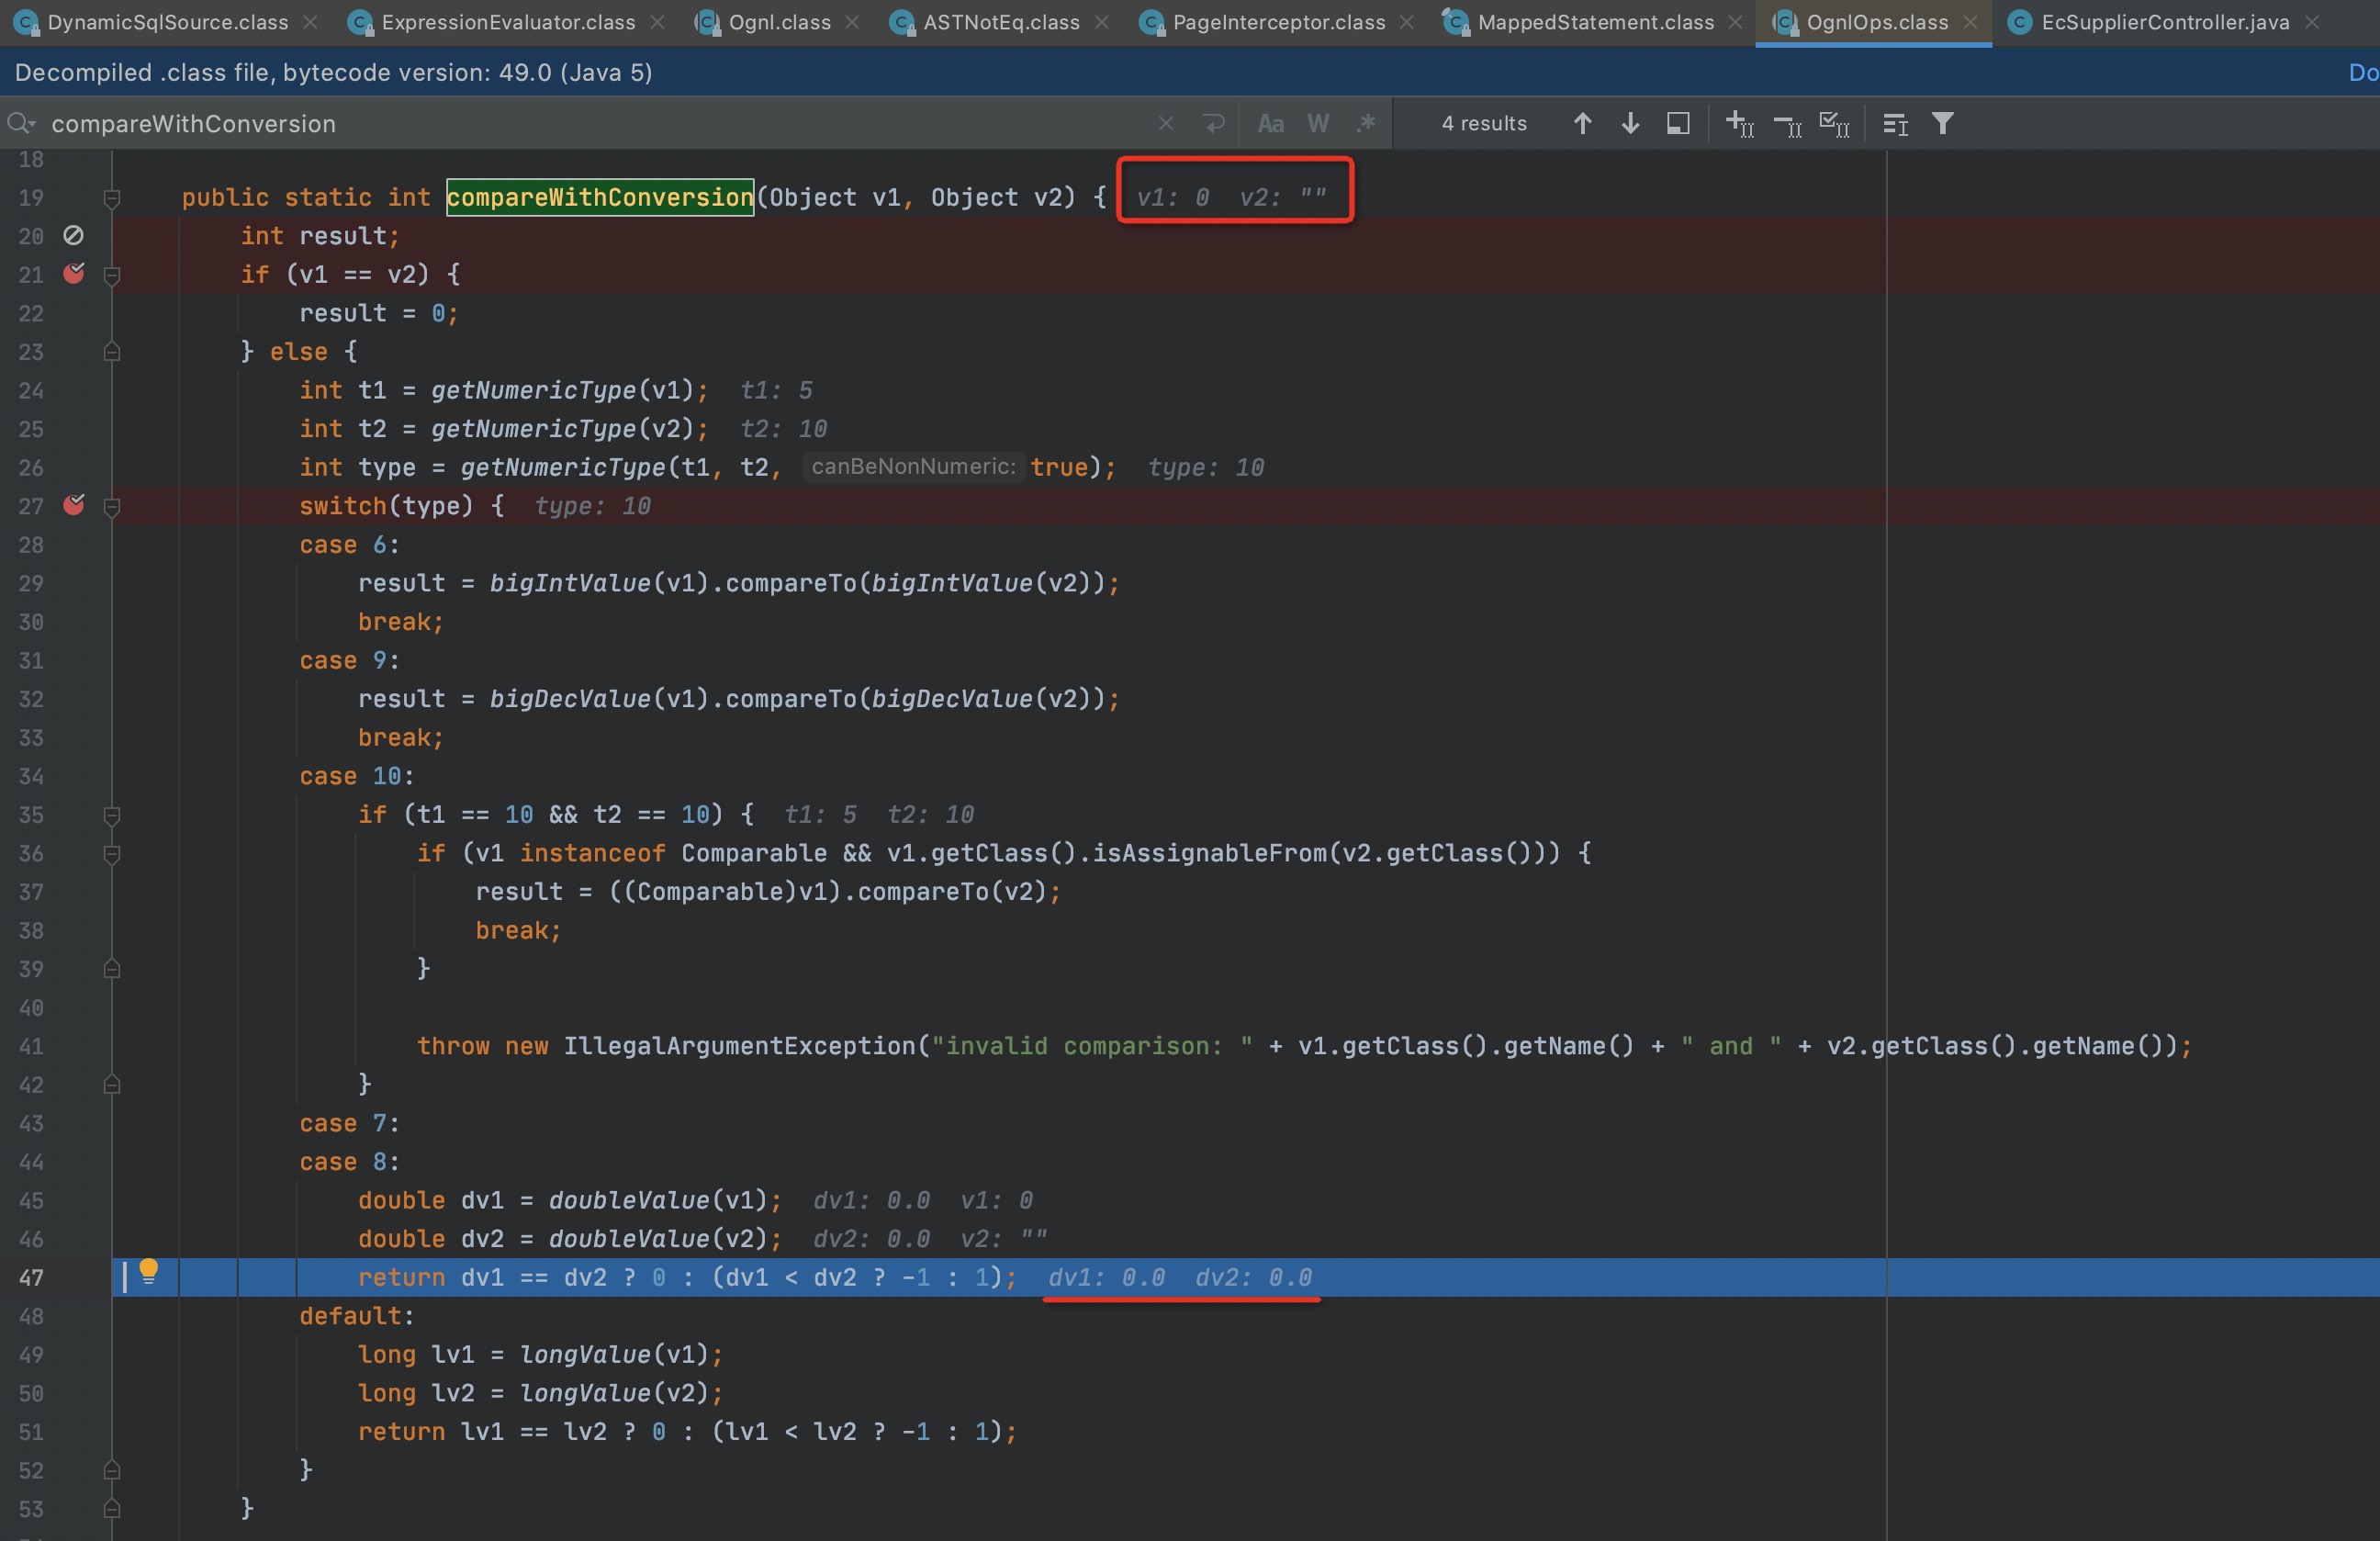 DynamicSqlSource.class ExpressionEvaluator.class Ognl.class ASTNotEq.class PageInterceptor.class MappedStatement.class OgnlOps.class EcSupplierController.java
Decompiled .class file, bytecode version: 49.0 (Java 5) Do
compareWithConversion Aa W .* 4 results
18
19 public static int compareWithConversion(Object v1, Object v2) { v1: 0 v2: ""
20 int result;
21 if (v1 == v2) {
22 result = 0;
23 } else {
24 int t1 = getNumericType(v1); t1: 5
25 int t2 = getNumericType(v2); t2: 10
26 int type = getNumericType(t1, t2, canBeNonNumeric: true); type: 10
27 switch(type) { type: 10
28 case 6:
29 result = bigIntValue(v1).compareTo(bigIntValue(v2));
30 break;
31 case 9:
32 result = bigDecValue(v1).compareTo(bigDecValue(v2));
33 break;
34 case 10:
35 if (t1 == 10 && t2 == 10) { t1: 5 t2: 10
36 if (v1 instanceof Comparable && v1.getClass().isAssignableFrom(v2.getClass())) {
37 result = ((Comparable)v1).compareTo(v2);
38 break;
39 }
40
41 throw new IllegalArgumentException("invalid comparison: " + v1.getClass().getName() + " and " + v2.getClass().getName());
42 }
43 case 7:
44 case 8:
45 double dv1 = doubleValue(v1); dv1: 0.0 v1: 0
46 double dv2 = doubleValue(v2); dv2: 0.0 v2: ""
47 return dv1 == dv2 ? 0 : (dv1 < dv2 ? -1 : 1); dv1: 0.0 dv2: 0.0
48 default:
49 long lv1 = longValue(v1);
50 long lv2 = longValue(v2);
51 return lv1 == lv2 ? 0 : (lv1 < lv2 ? -1 : 1);
52 }
53 }